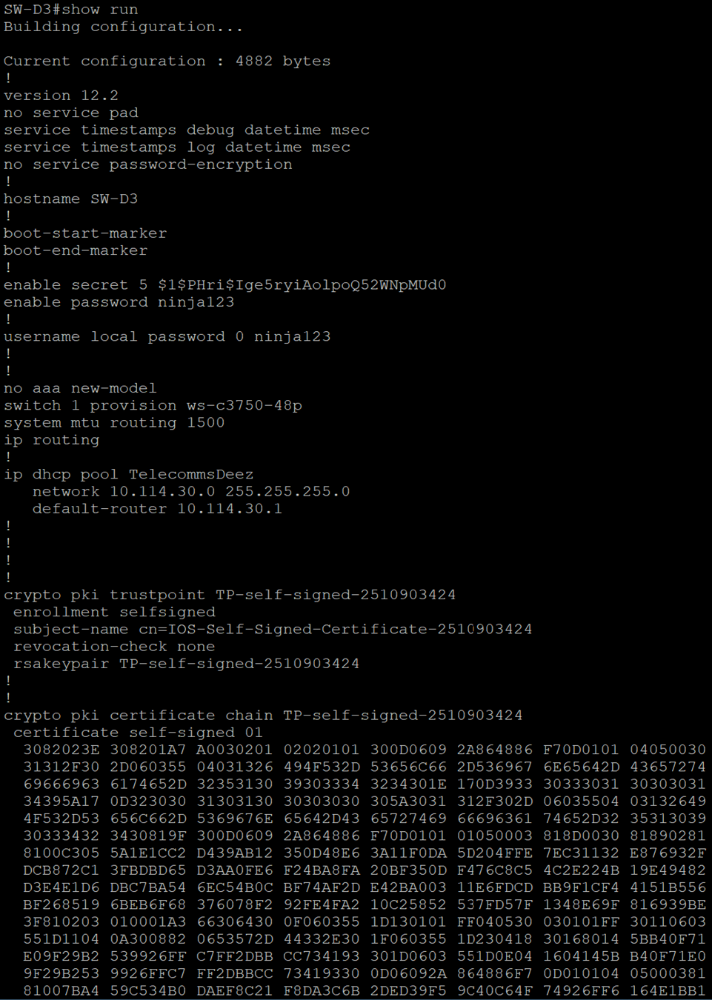 SW-D3#show run
Building configuration...
Current configuration : 4882 bytes
!
version 12.2
no service pad
service timestamps debug datetime msec
service timestamps log datetime msec
no service password-encryption
!
hostname SW-D3
!
boot-start-marker
boot-end-marker
!
enable secret 5 $1$PHri$Ige5ryiAolpoQ52WNpMUd0
enable password ninja123
!
username local password 0 ninja123
!
!
no aaa new-model
switch 1 provision ws-c3750-48p
system mtu routing 1500
ip routing
!
ip dhcp pool TelecommsDeez
network 10.114.30.0 255.255.255.0
default-router 10.114.30.1
!
!
!
!
crypto pki trustpoint TP-self-signed-2510903424
enrollment selfsigned
subject-name cn=IOS-Self-Signed-Certificate-2510903424
revocation-check none
rsakeypair TP-self-signed-2510903424
!
!
crypto pki certificate chain TP-self-signed-2510903424
certificate self-signed 01
3082023E 308201A7 A0030201 02020101 300D0609 2A864886 F70D0101 04050030
31312F30 2D060355 04031326 494F532D 53656C66 2D536967 6E65642D 43657274
69666963 6174652D 32353130 39303334 3234301E 170D3933 30333031 30303031
34395A17 0D323030 31303130 30303030 305A3031 312F302D 06035504 03132649
4F532D53 656C662D 5369676E 65642D43 65727469 66696361 74652D32 35313039
30333432 3430819F 300D0609 2A864886 F70D0101 01050003 818D0030 81890281
8100C305 5A1E1CC2 D439AB12 350D48E6 3A11F0DA 5D204FFE 7EC31132 E876932F
DCB872C1 3FBDBD65 D3AA0FE6 F24BA8FA 20BF350D F476C8C5 4C2E224B 19E49482
D3E4E1D6 DBC7BA54 6EC54B0C BF74AF2D E42BA003 11E6FDCD BB9F1CF4 4151B556
BF268519 6BEB6F68 376078F2 92FE4FA2 10C25852 537FD57F 1348E69F 816939BE
3F810203 010001A3 66306430 0F060355 1D130101 FF040530 030101FF 30110603
551D1104 0A300882 0653572D 44332E30 1F060355 1D230418 30168014 5BB40F71
E09F29B2 539926FF C7FF2DBB CC734193 301D0603 551D0E04 1604145B B40F71E0
9F29B253 9926FFC7 FF2DBBCC 73419330 0D06092A 864886F7 0D010104 05000381
81007BA4 59C534B0 DAEF8C21 F8DA3C6B 2DED39F5 9C40C64F 74926FF6 164E1BB1